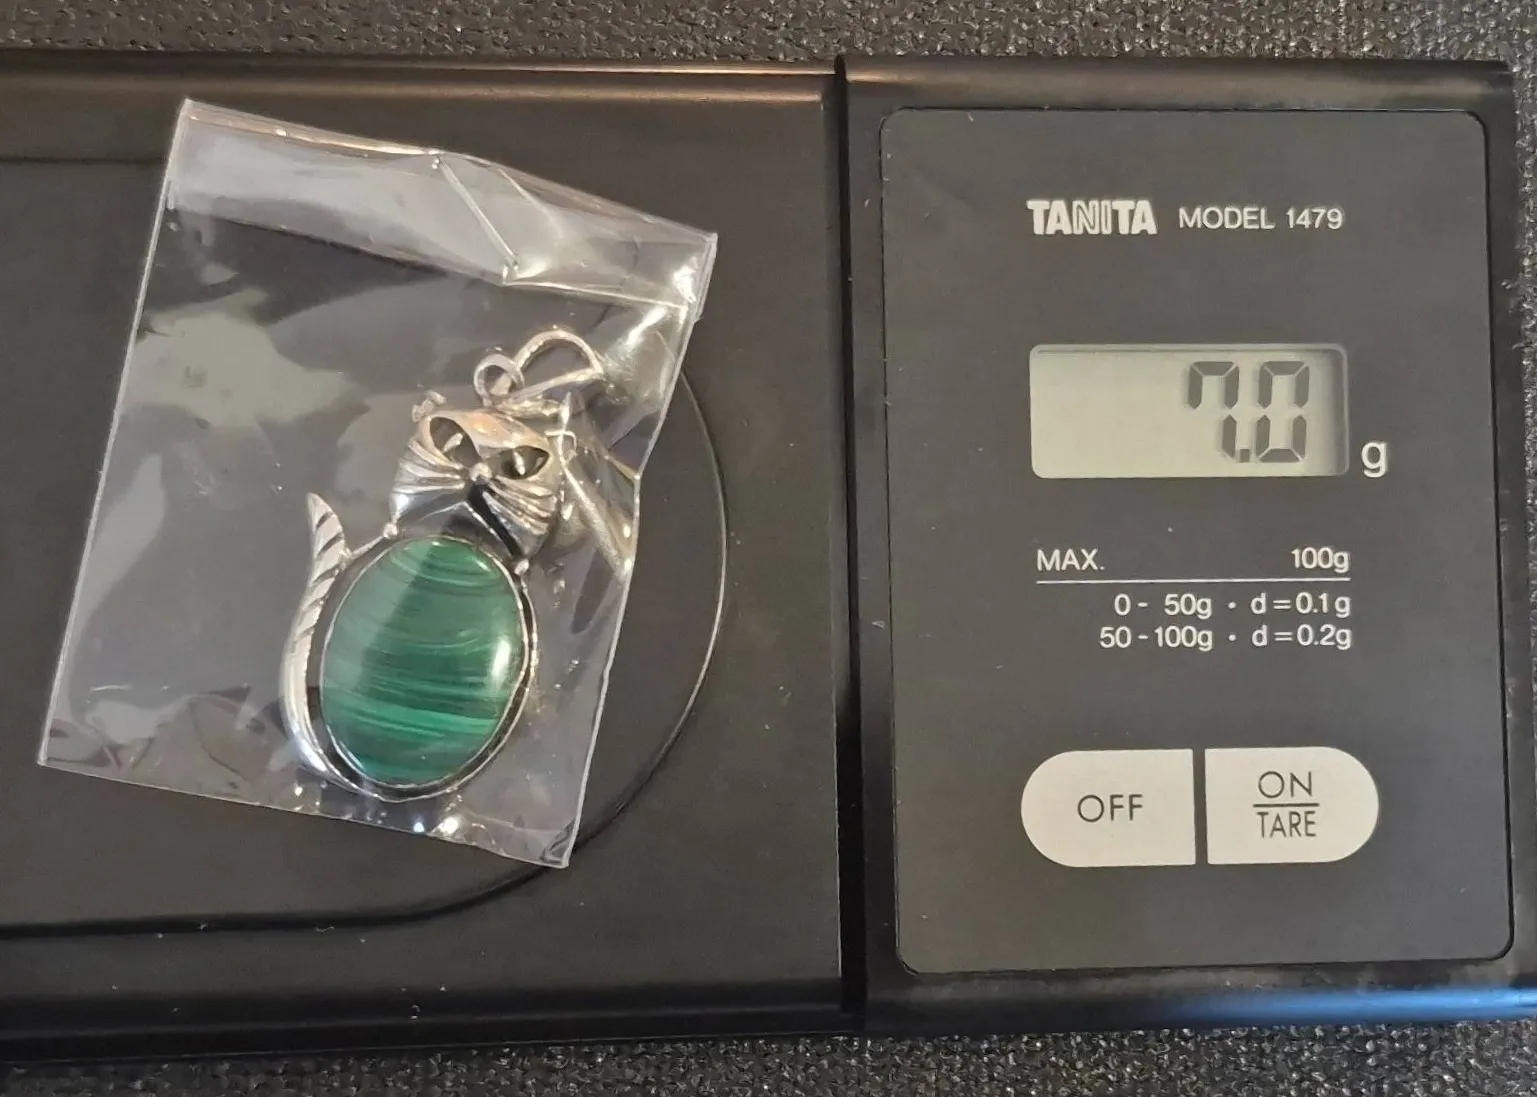 TANITA MODEL 1479
7.0 g
MAX. 100g
0 - 50g · d=0.1g
50-100g · d=0.2g
OFF
ON
TARE